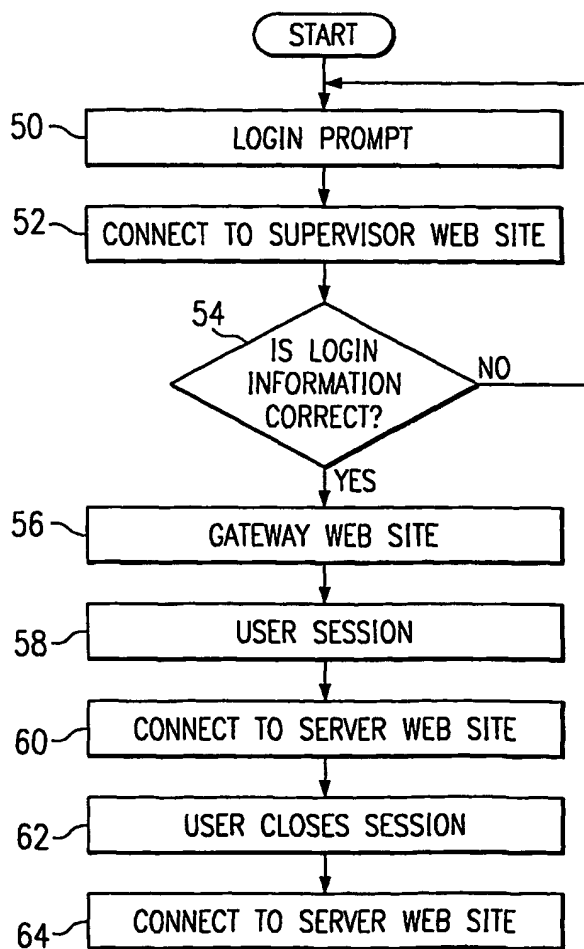 START
50
LOGIN PROMPT
52
CONNECT TO SUPERVISOR WEB SITE
54
IS LOGIN
INFORMATION
CORRECT?
NO
YES
56
GATEWAY WEB SITE
58
USER SESSION
60
CONNECT TO SERVER WEB SITE
62
USER CLOSES SESSION
64
CONNECT TO SERVER WEB SITE